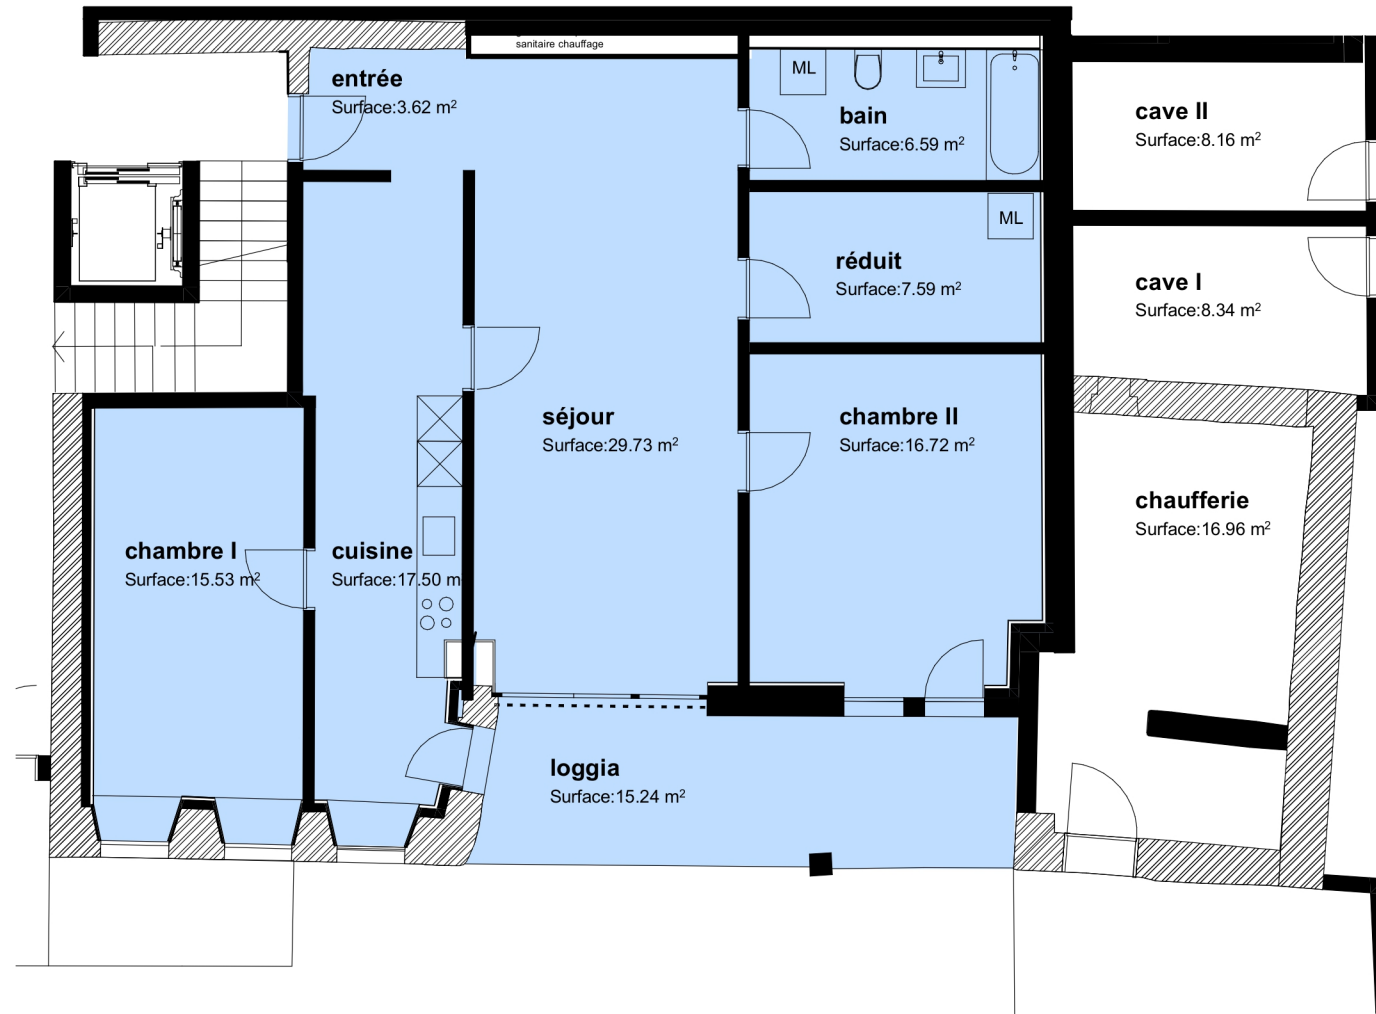 sanitaire chauffage
entrée
Surface:3.62 m²
ML
bain
Surface:6.59 m²
cave II
Surface:8.16 m²
ML
réduit
Surface:7.59 m²
cave I
Surface:8.34 m²
séjour
Surface:29.73 m²
chambre II
Surface:16.72 m²
chaufferie
Surface:16.96 m²
chambre I
Surface:15.53 m²
cuisine
Surface:17.50 m
loggia
Surface:15.24 m²